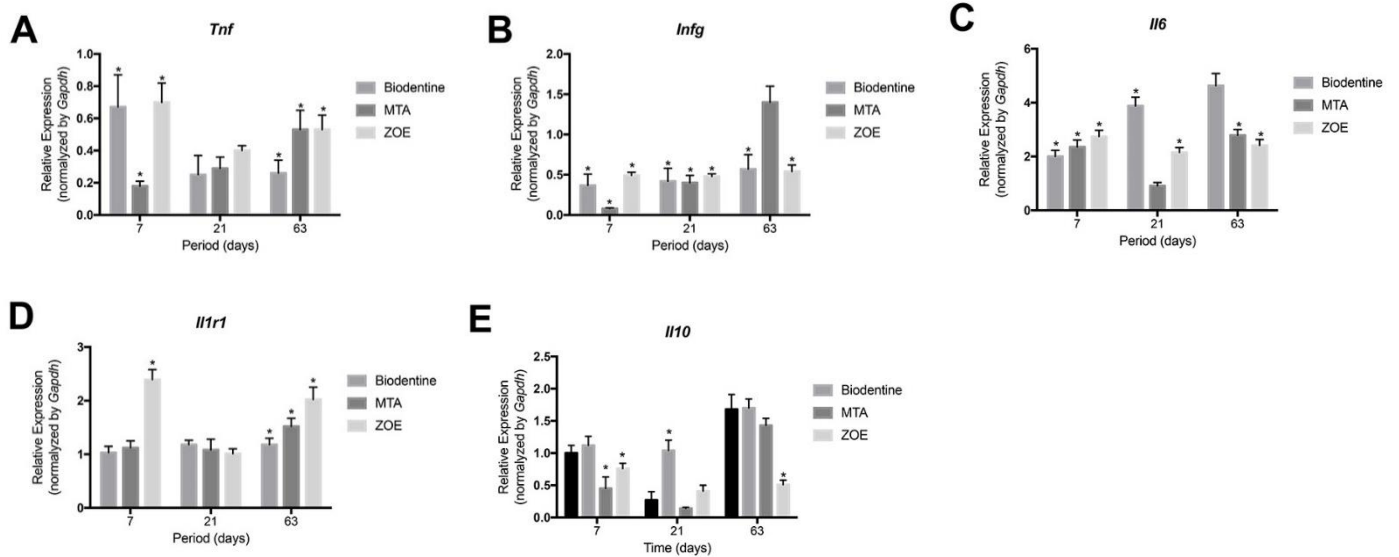 A
Tnf
Relative Expression
(normalized by Gapdh)
1.0
0.8
0.6
0.4
0.2
0.0
* * * * * *
7 21 63
Period (days)
Biodentine
MTA
ZOE
B
Infg
Relative Expression
(normalized by Gapdh)
2.0
1.5
1.0
0.5
0.0
* * * * * * * *
7 21 63
Period (days)
Biodentine
MTA
ZOE
C
Il6
Relative Expression
(normalized by Gapdh)
6
4
2
0
* * * * * * *
7 21 63
Period (days)
Biodentine
MTA
ZOE
D
Il1r1
Relative Expression
(normalized by Gapdh)
3
2
1
0
* * * *
7 21 63
Period (days)
Biodentine
MTA
ZOE
E
Il10
Relative Expression
(normalized by Gapdh)
2.5
2.0
1.5
1.0
0.5
0.0
* * * *
7 21 63
Time (days)
Biodentine
MTA
ZOE